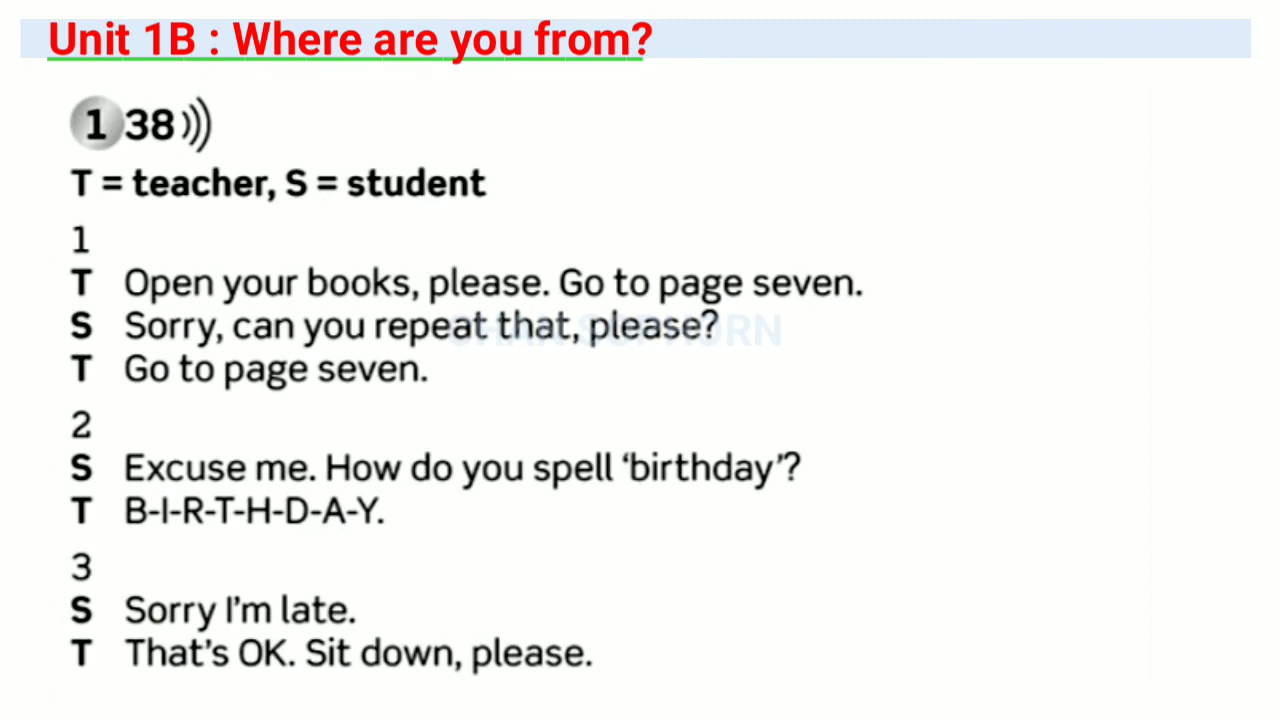 Unit 1B : Where are you from?
1 38
T = teacher, S = student
1
T Open your books, please. Go to page seven.
S Sorry, can you repeat that, please?
CHAN SOPHORN
T Go to page seven.
2
S Excuse me. How do you spell ‘birthday’?
T B-I-R-T-H-D-A-Y.
3
S Sorry I’m late.
T That’s OK. Sit down, please.